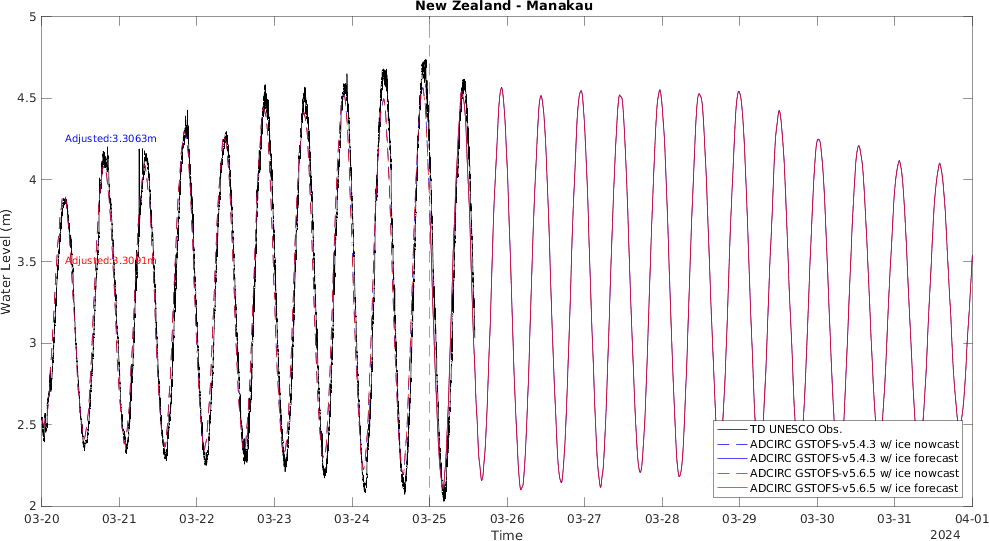 New Zealand - Manakau
5
4.5
4
3.5
3
2.5
2
Water Level (m)
Adjusted:3.3063m
Adjusted:3.3091m
TD UNESCO Obs.
ADCIRC GSTOFS-v5.4.3 w/ ice nowcast
ADCIRC GSTOFS-v5.4.3 w/ ice forecast
ADCIRC GSTOFS-v5.6.5 w/ ice nowcast
ADCIRC GSTOFS-v5.6.5 w/ ice forecast
03-20 03-21 03-22 03-23 03-24 03-25 03-26 03-27 03-28 03-29 03-30 03-31 04-01
Time
2024